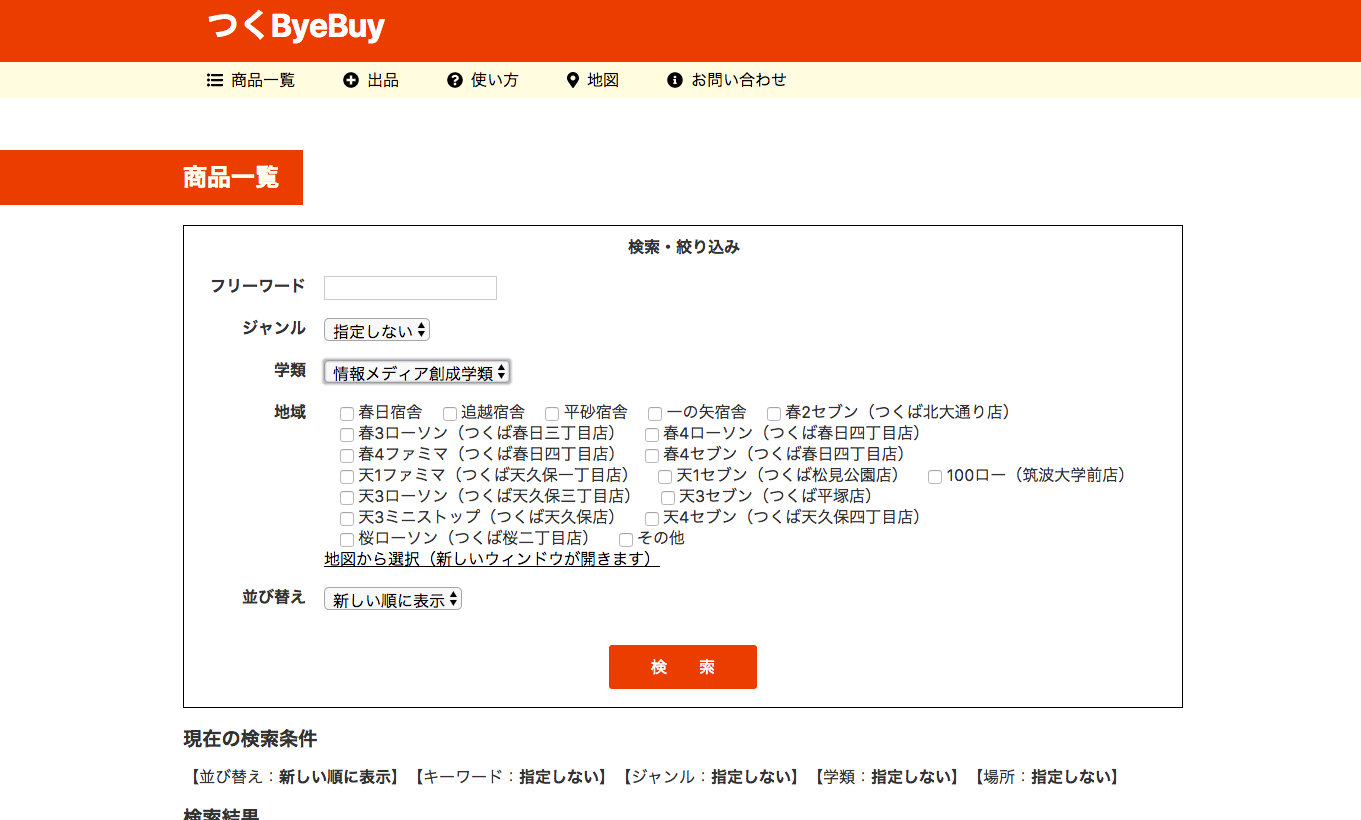 つくByeBuy
商品一覧 出品 使い方 地図 お問い合わせ
商品一覧
検索・絞り込み
フリーワード
ジャンル 指定しない
学類 情報メディア創成学類
地域 春日宿舎 追越宿舎 平砂宿舎 一の矢宿舎 春2セブン（つくば北大通り店）
春3ローソン（つくば春日三丁目店） 春4ローソン（つくば春日四丁目店）
春4ファミマ（つくば春日四丁目店） 春4セブン（つくば春日四丁目店）
天1ファミマ（つくば天久保一丁目店） 天1セブン（つくば松見公園店） 100ロー（筑波大学前店）
天3ローソン（つくば天久保三丁目店） 天3セブン（つくば平塚店）
天3ミニストップ（つくば天久保店） 天4セブン（つくば天久保四丁目店）
桜ローソン（つくば桜二丁目店） その他
地図から選択（新しいウィンドウが開きます）
並び替え 新しい順に表示
検　索
現在の検索条件
【並び替え：新しい順に表示】【キーワード：指定しない】【ジャンル：指定しない】【学類：指定しない】【場所：指定しない】
検索結果